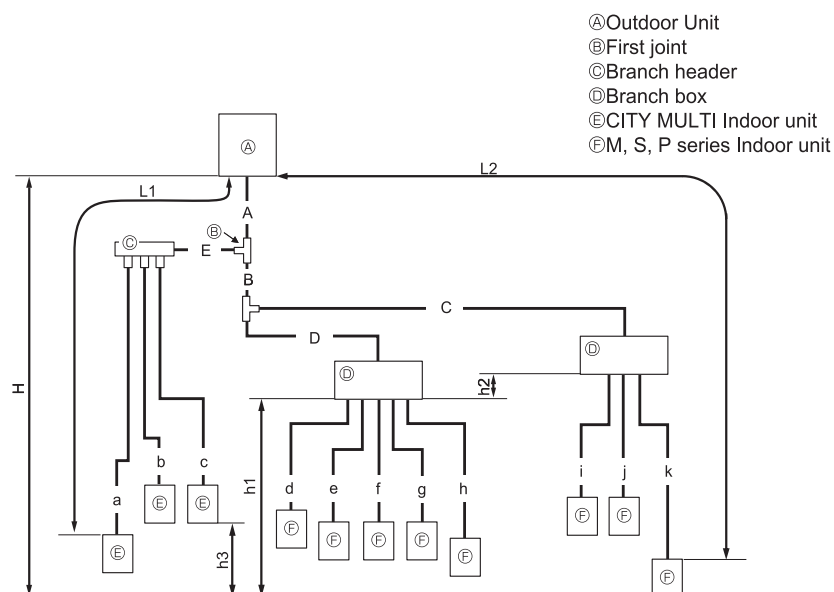 ⒶOutdoor Unit
ⒷFirst joint
ⒸBranch header
ⒹBranch box
ⒺCITY MULTI Indoor unit
ⒻM, S, P series Indoor unit
Ⓐ
L2
L1
A
Ⓑ
Ⓒ
E
B
C
D
Ⓓ
Ⓓ
h2
H
h1
a
b
c
d
e
f
g
h
i
j
k
Ⓔ
Ⓔ
Ⓔ
Ⓕ
Ⓕ
Ⓕ
Ⓕ
Ⓕ
Ⓕ
Ⓕ
Ⓕ
h3